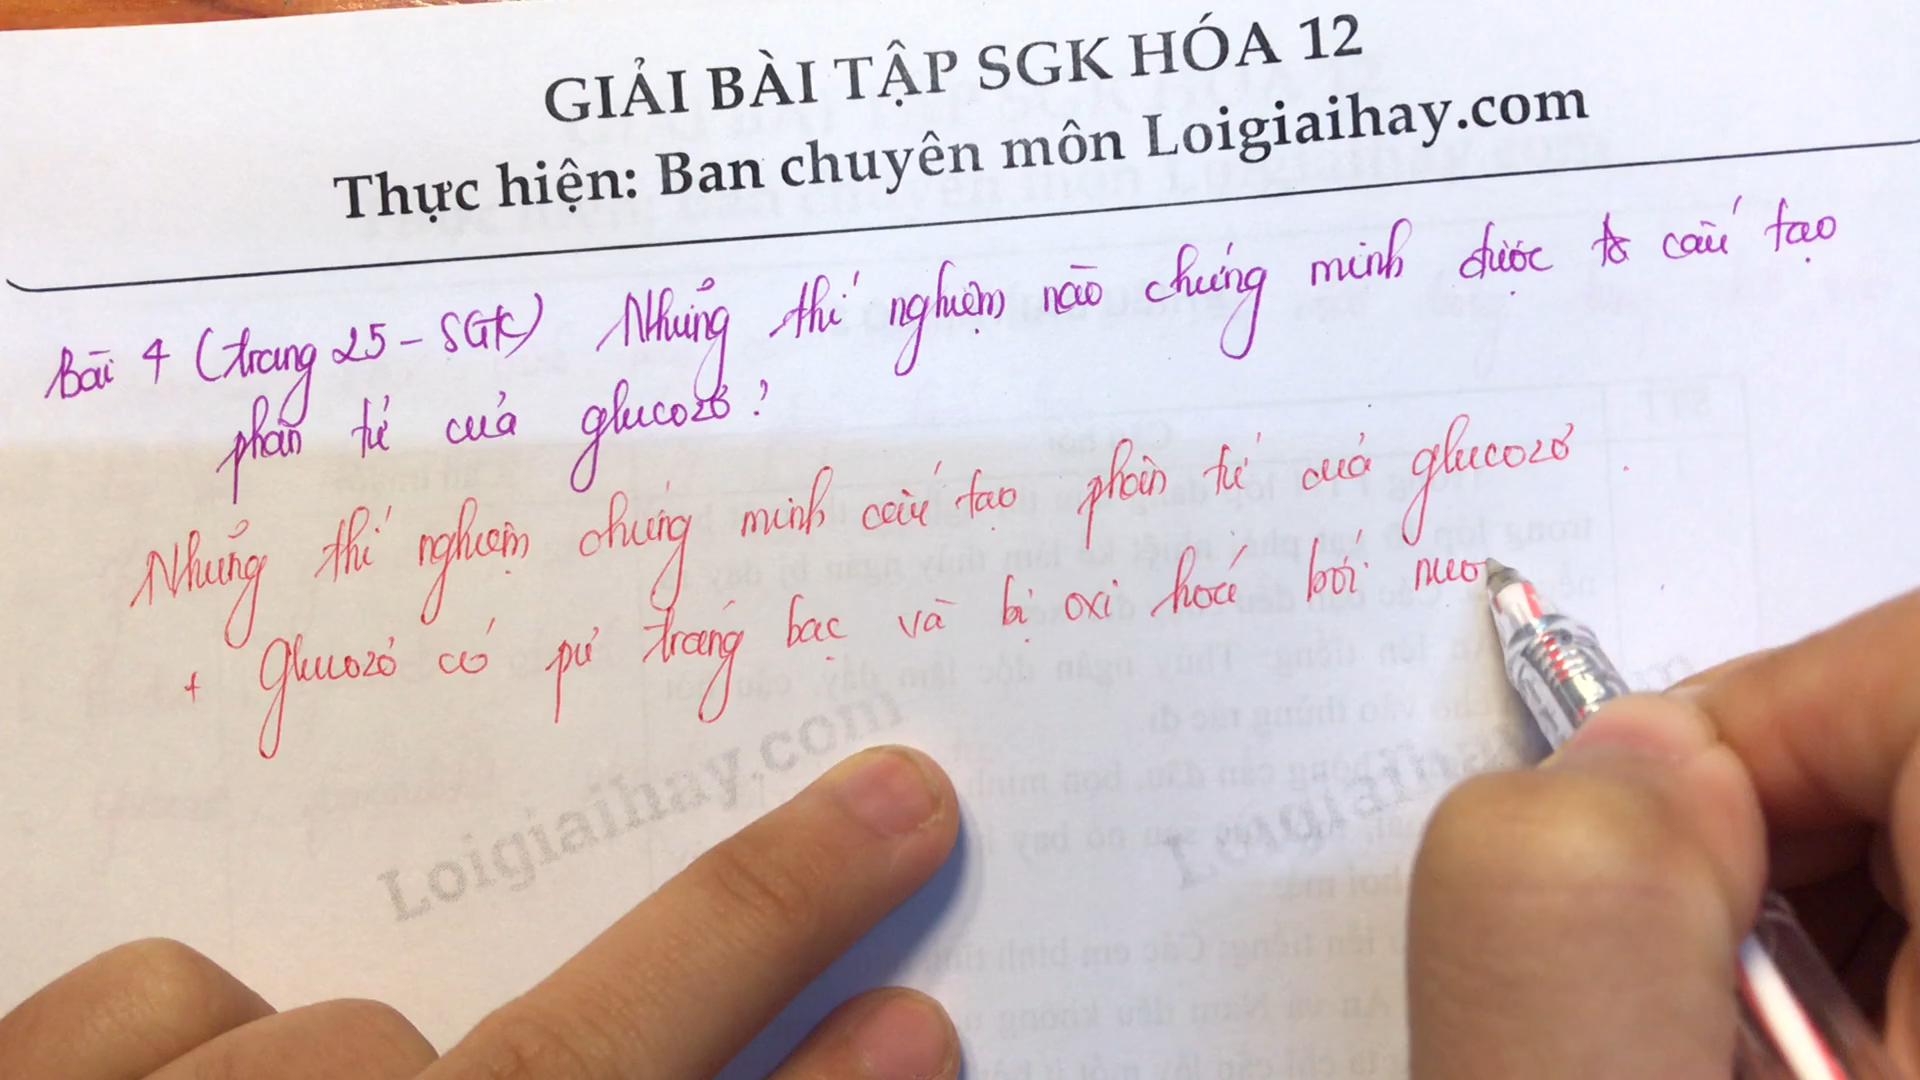 GIẢI BÀI TẬP SGK HÓA 12
Thực hiện: Ban chuyên môn Loigiaihay.com
Bài 4 (trang 25 - SGK) Những thí nghiệm nào chứng minh được cấu tạo
phân tử của glucozơ?
Những thí nghiệm chứng minh cấu tạo phân tử của glucozơ.
+ Glucozơ có pư tráng bạc và bị oxi hoá bởi nươ
Loigiaihay.com